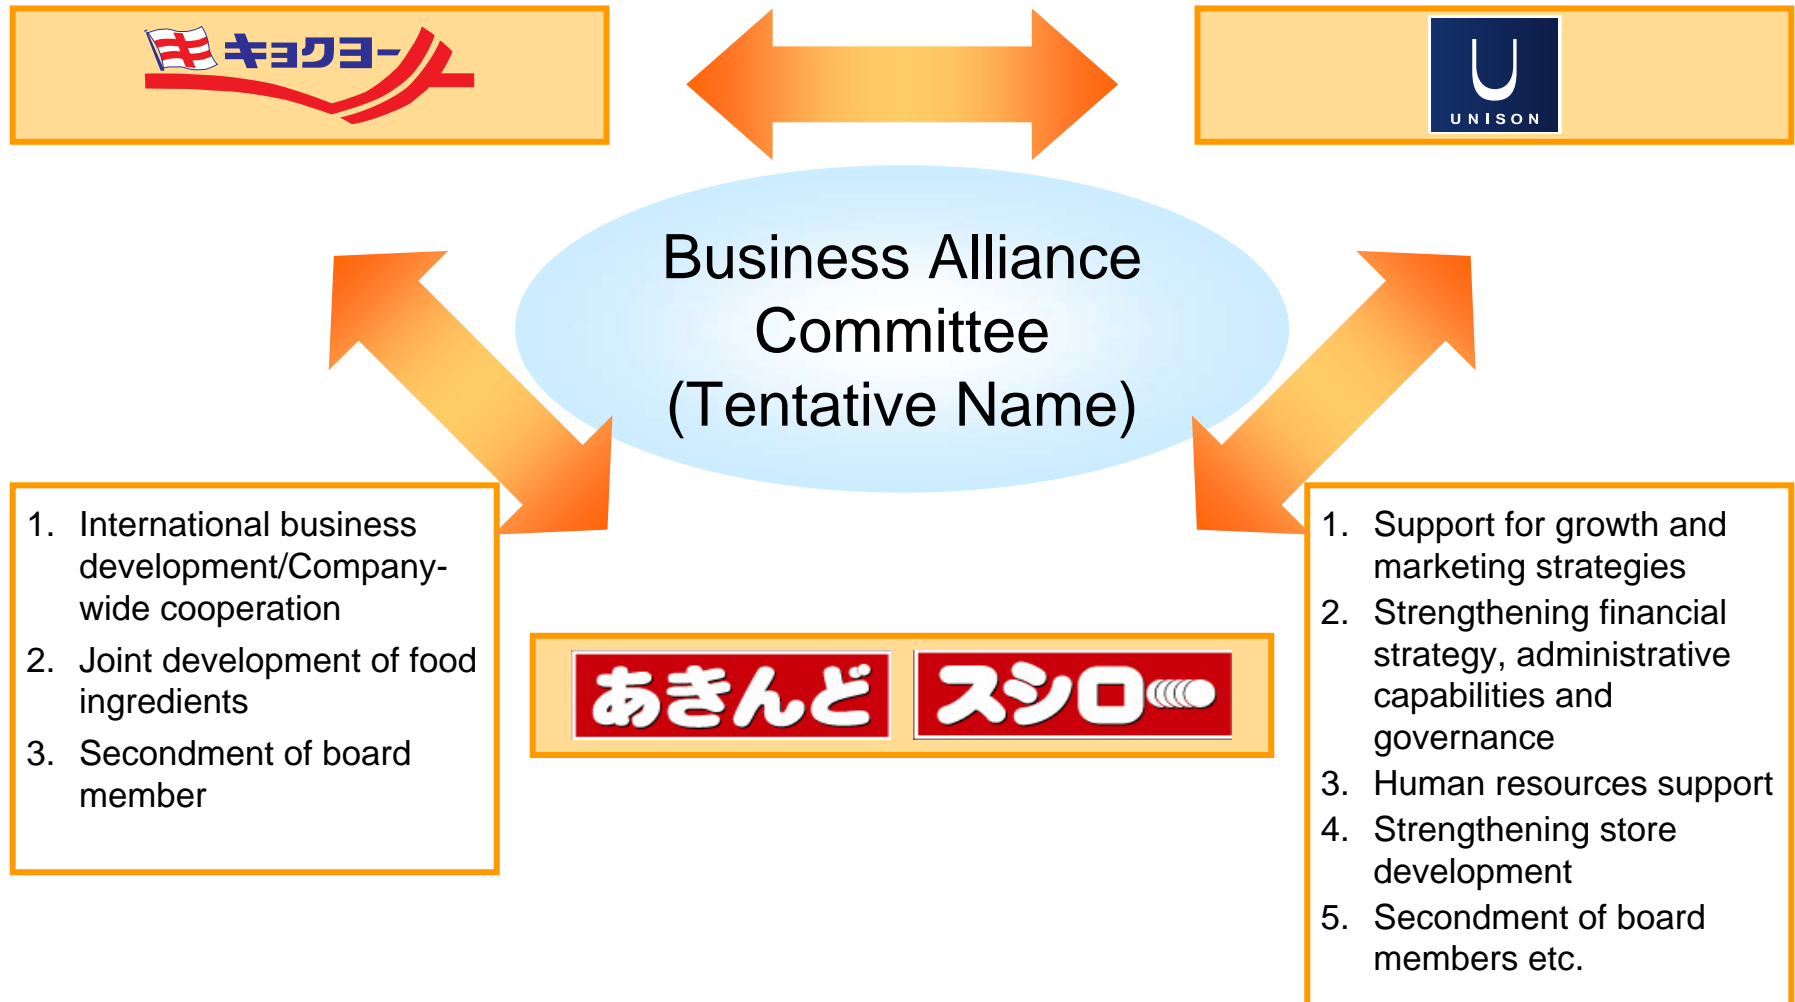 キョクヨー
U
UNISON
Business Alliance
Committee
(Tentative Name)
1. International business
development/Company-
wide cooperation
2. Joint development of food
ingredients
3. Secondment of board
member
あきんど スシロー
1. Support for growth and
marketing strategies
2. Strengthening financial
strategy, administrative
capabilities and
governance
3. Human resources support
4. Strengthening store
development
5. Secondment of board
members etc.